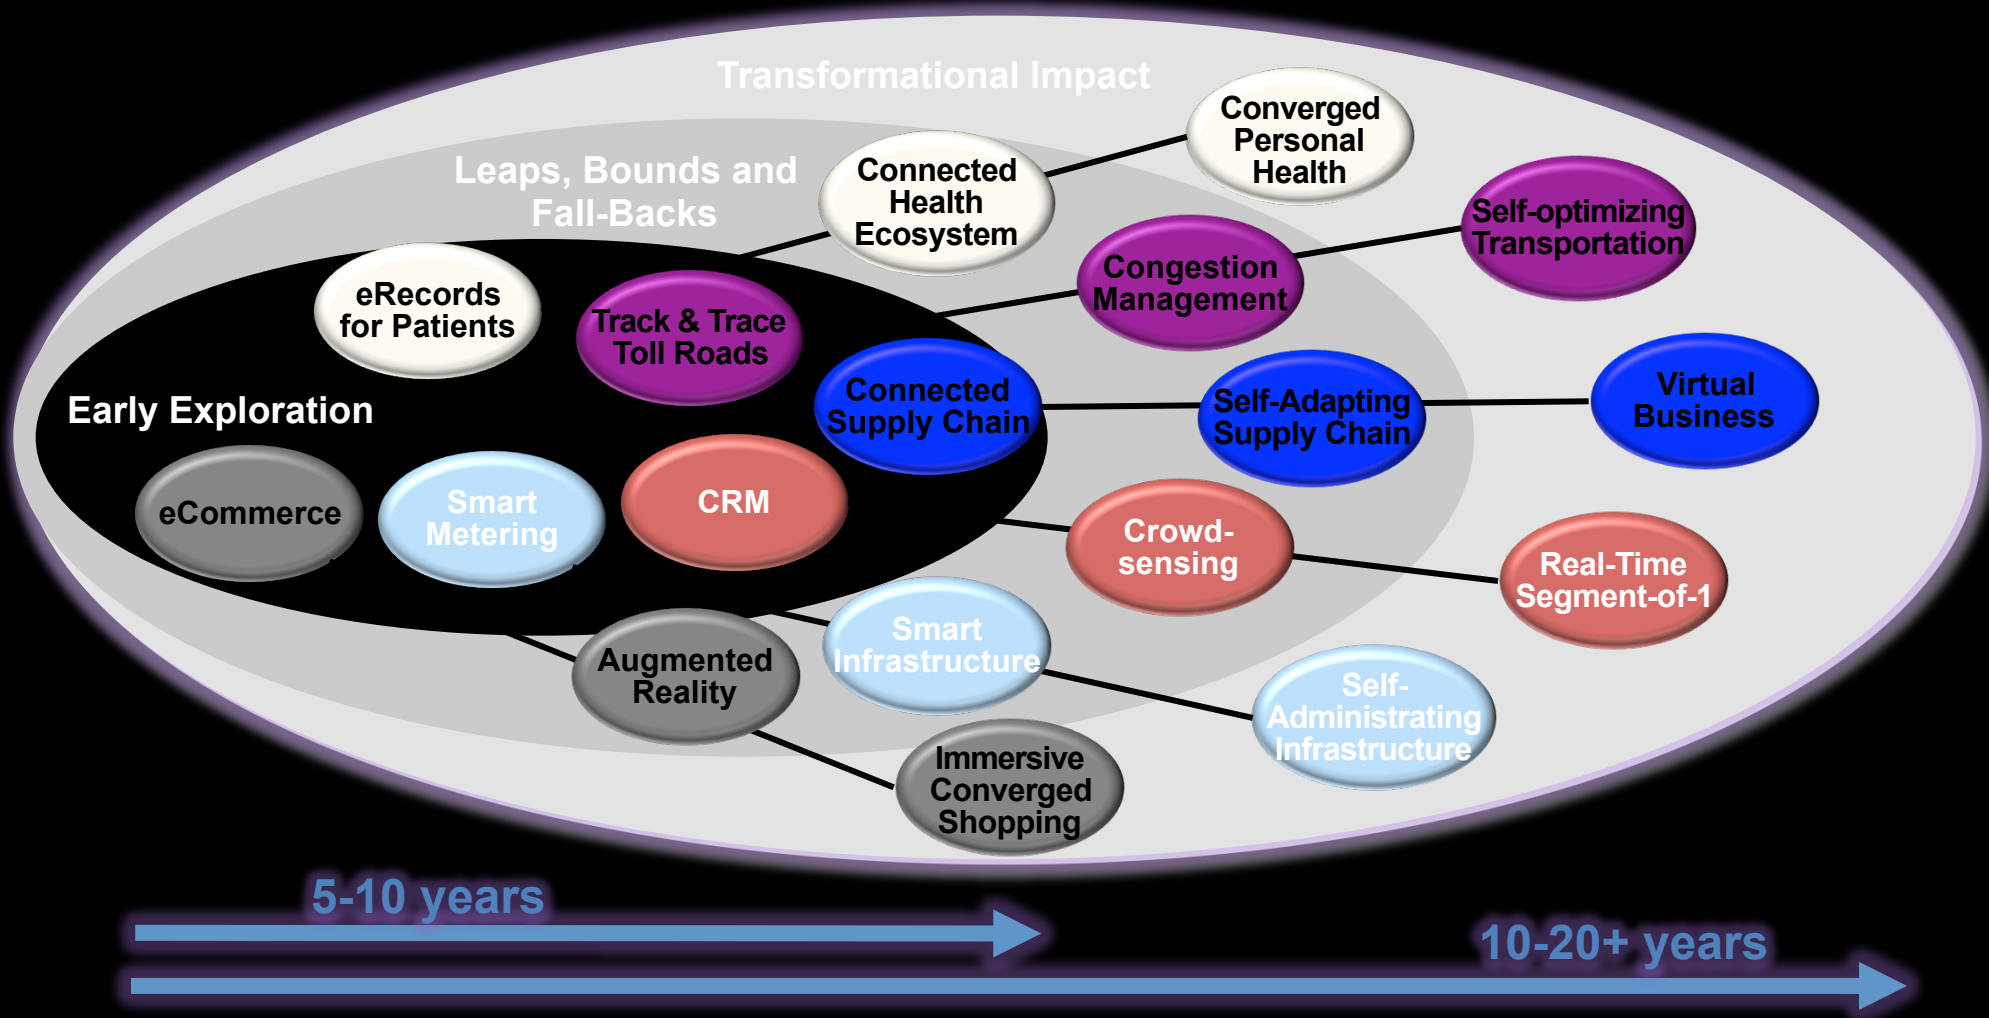 Transformational Impact
Converged
Personal
Health
Leaps, Bounds and
Fall-Backs
Connected
Health
Ecosystem
Self-optimizing
Transportation
Congestion
Management
eRecords
for Patients
Track & Trace
Toll Roads
Early Exploration
Connected
Supply Chain
Self-Adapting
Supply Chain
Virtual
Business
eCommerce
Smart
Metering
CRM
Crowd-
sensing
Real-Time
Segment-of-1
Augmented
Reality
Smart
Infrastructure
Self-
Administrating
Infrastructure
Immersive
Converged
Shopping
5-10 years
10-20+ years